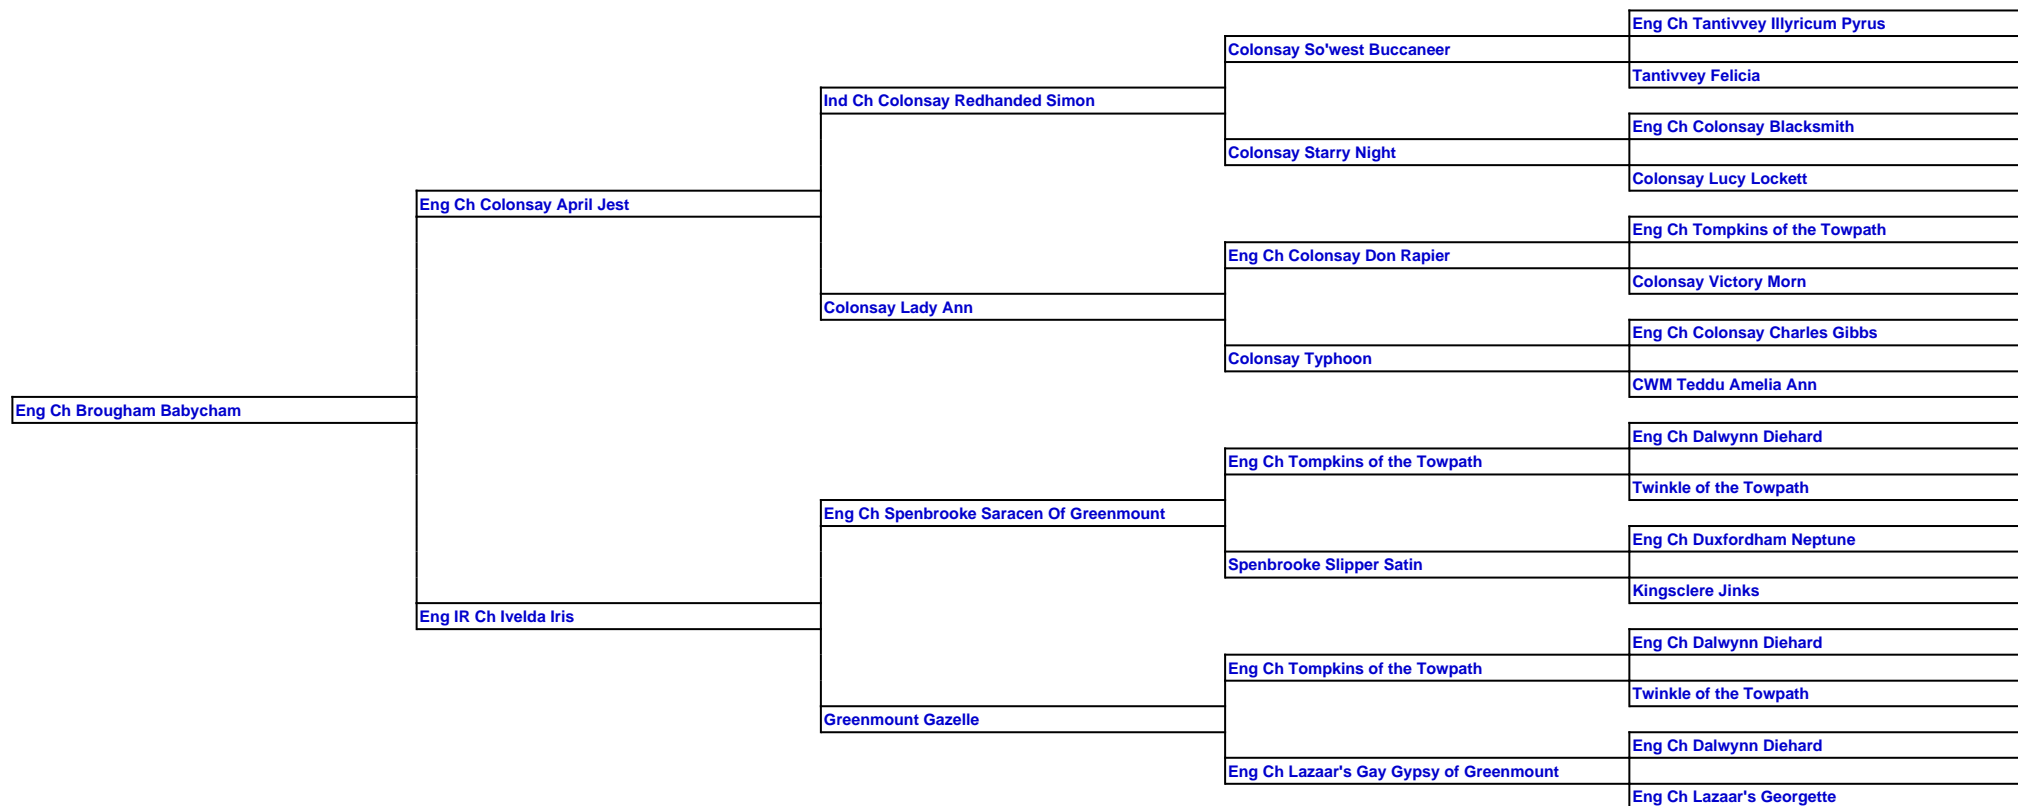 Eng Ch Tantivvey Illyricum Pyrus
Colonsay So'west Buccaneer
Tantivvey Felicia
Ind Ch Colonsay Redhanded Simon
Eng Ch Colonsay Blacksmith
Colonsay Starry Night
Colonsay Lucy Lockett
Eng Ch Colonsay April Jest
Eng Ch Tompkins of the Towpath
Eng Ch Colonsay Don Rapier
Colonsay Victory Morn
Colonsay Lady Ann
Eng Ch Colonsay Charles Gibbs
Colonsay Typhoon
CWM Teddu Amelia Ann
Eng Ch Brougham Babycham
Eng Ch Dalwynn Diehard
Eng Ch Tompkins of the Towpath
Twinkle of the Towpath
Eng Ch Spenbrooke Saracen Of Greenmount
Eng Ch Duxfordham Neptune
Spenbrooke Slipper Satin
Kingsclere Jinks
Eng IR Ch Ivelda Iris
Eng Ch Dalwynn Diehard
Eng Ch Tompkins of the Towpath
Twinkle of the Towpath
Greenmount Gazelle
Eng Ch Dalwynn Diehard
Eng Ch Lazaar's Gay Gypsy of Greenmount
Eng Ch Lazaar's Georgette